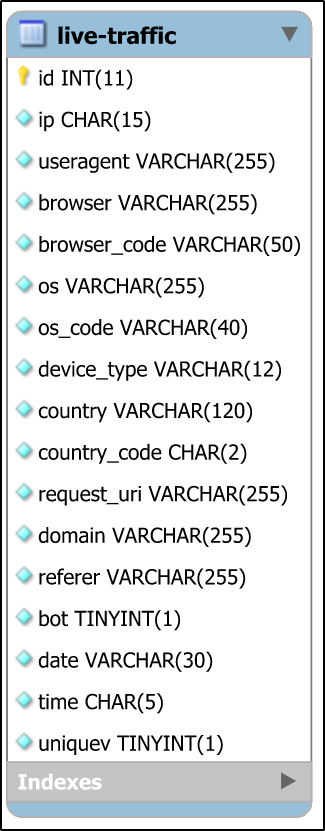 live-traffic
id INT(11)
ip CHAR(15)
useragent VARCHAR(255)
browser VARCHAR(255)
browser_code VARCHAR(50)
os VARCHAR(255)
os_code VARCHAR(40)
device_type VARCHAR(12)
country VARCHAR(120)
country_code CHAR(2)
request_uri VARCHAR(255)
domain VARCHAR(255)
referer VARCHAR(255)
bot TINYINT(1)
date VARCHAR(30)
time CHAR(5)
uniquev TINYINT(1)
Indexes